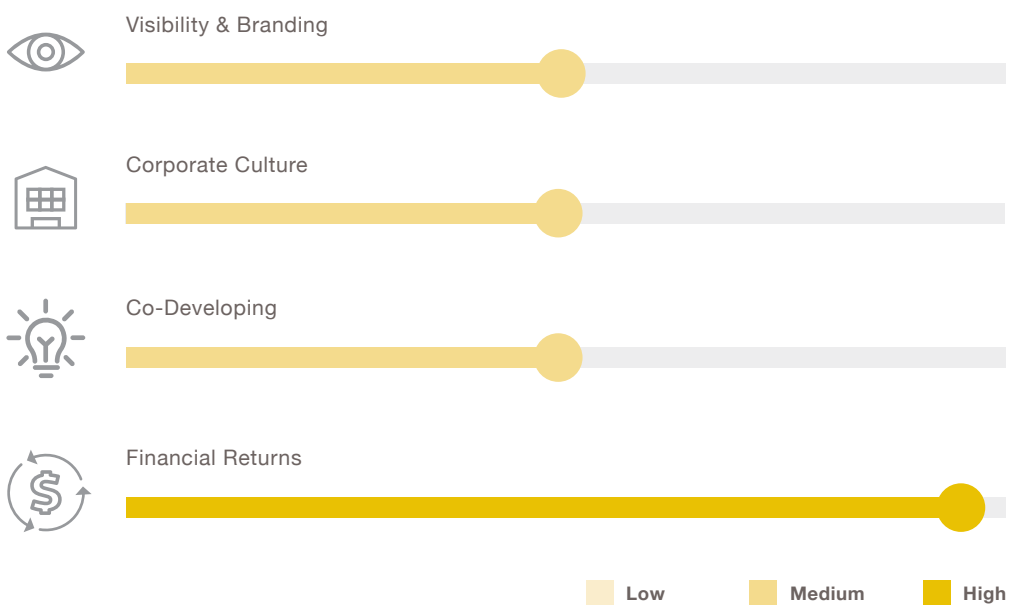 Visibility & Branding
Corporate Culture
Co-Developing
Financial Returns
Low Medium High